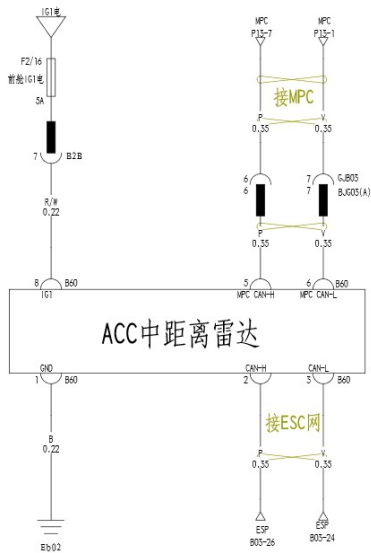 IG1电
MPC
P13-7
MPC
P13-1
F2/16
前舱IG1电
5A
接MPC
P
0.35
V
0.35
7
B2B
6
6
7
7
GJB03
BJG03(A)
R/W
0.22
P
0.35
V
0.35
8
B60
5
6
B60
IG1
MPC CAN-H
MPC CAN-L
ACC中距离雷达
GND
CAN-H
CAN-L
1
B60
2
3
B60
接ESC网
B
0.22
P
0.35
V
0.35
Eb02
ESP
B03-26
ESP
B03-24